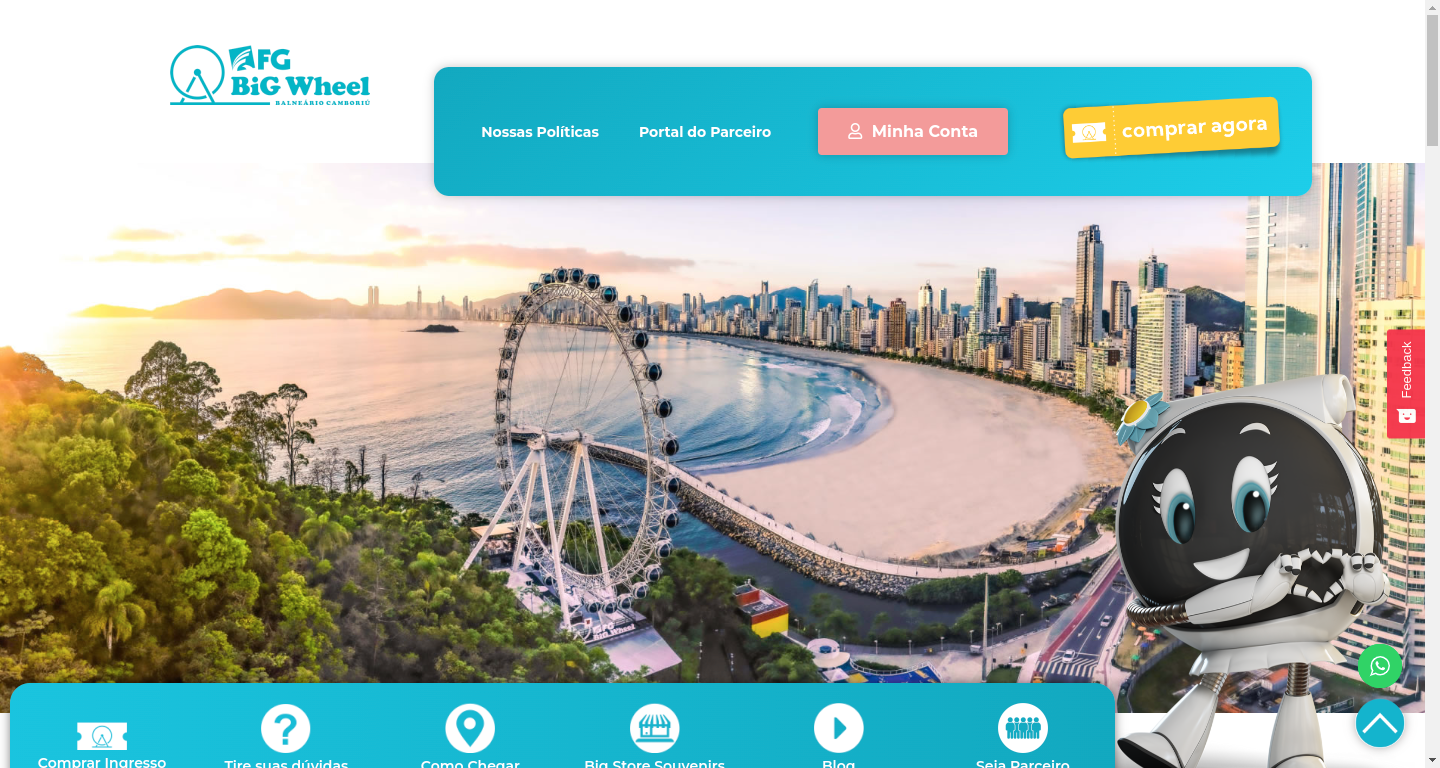 FG
BiG Wheel
BALNEÁRIO CAMBORIÚ
Nossas Políticas
Portal do Parceiro
Minha Conta
comprar agora
Feedback
FG
BiG Wheel
Comprar Ingresso
Tire suas dúvidas
Como Chegar
Big Store Souvenirs
Blog
Seja Parceiro